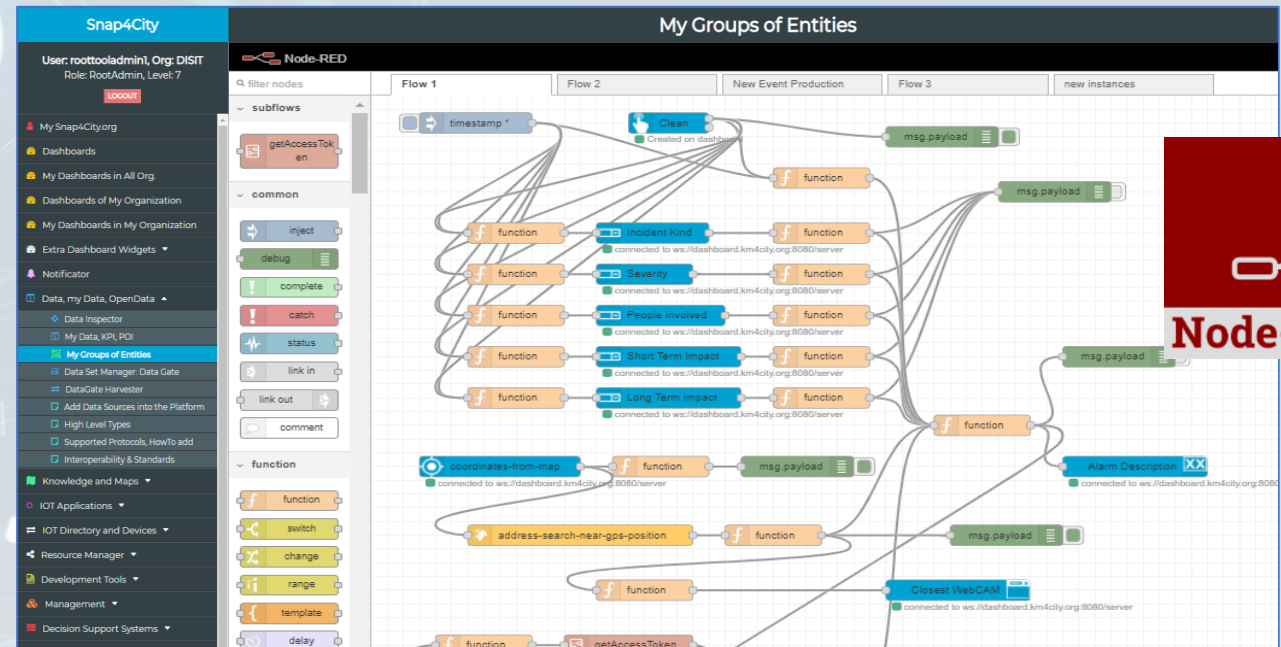 Snap4City
My Groups of Entities
User: roottooladmin1, Org: DISIT
Role: RootAdmin, Level: 7
LOGOUT
My Snap4City.org
Dashboards
My Dashboards in All Org.
Dashboards of My Organization
My Dashboards in My Organization
Extra Dashboard Widgets
Notificator
Data, my Data, OpenData
Data Inspector
My Data, KPI, POI
My Groups of Entities
Data Set Manager: Data Gate
DataGate Harvester
Add Data Sources into the Platform
High Level Types
Supported Protocols, HowTo add
Interoperability & Standards
Knowledge and Maps
IOT Applications
IOT Directory and Devices
Resource Manager
Development Tools
Management
Decision Support Systems
Node-RED
filter nodes
subflows
getAccessTok
en
common
inject
debug
complete
catch
status
link in
link out
comment
function
function
switch
change
range
template
delay
Flow 1
Flow 2
New Event Production
Flow 3
new instances
timestamp *
Clean
Created on dashboard
msg.payload
function
msg.payload
function
Incident Kind
function
connected to ws://dashboard.km4city.org:8080/server
function
Severity
function
connected to ws://dashboard.km4city.org:8080/server
function
People Involved
function
connected to ws://dashboard.km4city.org:8080/server
function
Short Term Impact
function
msg.payload
connected to ws://dashboard.km4city.org:8080/server
function
Long Term Impact
function
connected to ws://dashboard.km4city.org:8080/server
function
coordinates-from-map
function
msg.payload
Alarm Description
connected to ws://dashboard.km4city.org:8080/server
connected to ws://dashboard.km4city.org:8080
address-search-near-gps-position
function
msg.payload
function
Closest WebCAM
connected to ws://dashboard.km4city.org:8080/server
function
getAccessToken
Node